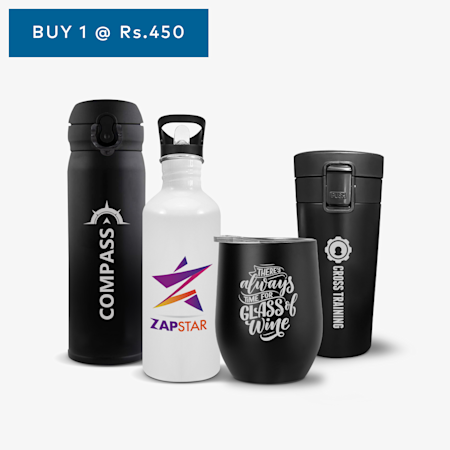 BUY 1 @ Rs.450
COMPASS
ZAPSTAR
THERE'S
always
TIME FOR
GLASS of
wine
CROSS TRAINING